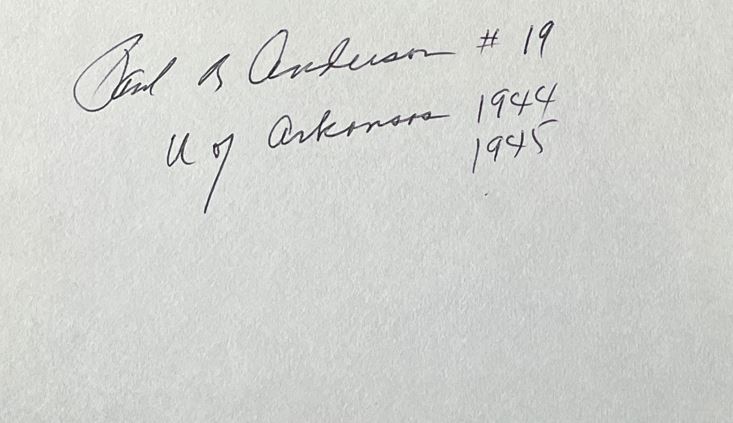 Paul B Anderson # 19
U of Arkansas 1944
1945